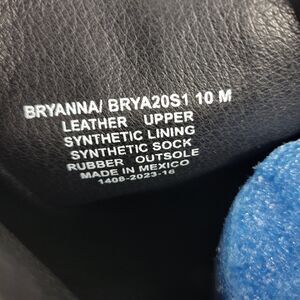 BRYANNA/ BRYA20S1 10 M
LEATHER UPPER
SYNTHETIC LINING
SYNTHETIC SOCK
RUBBER OUTSOLE
MADE IN MEXICO
1408-2023-16